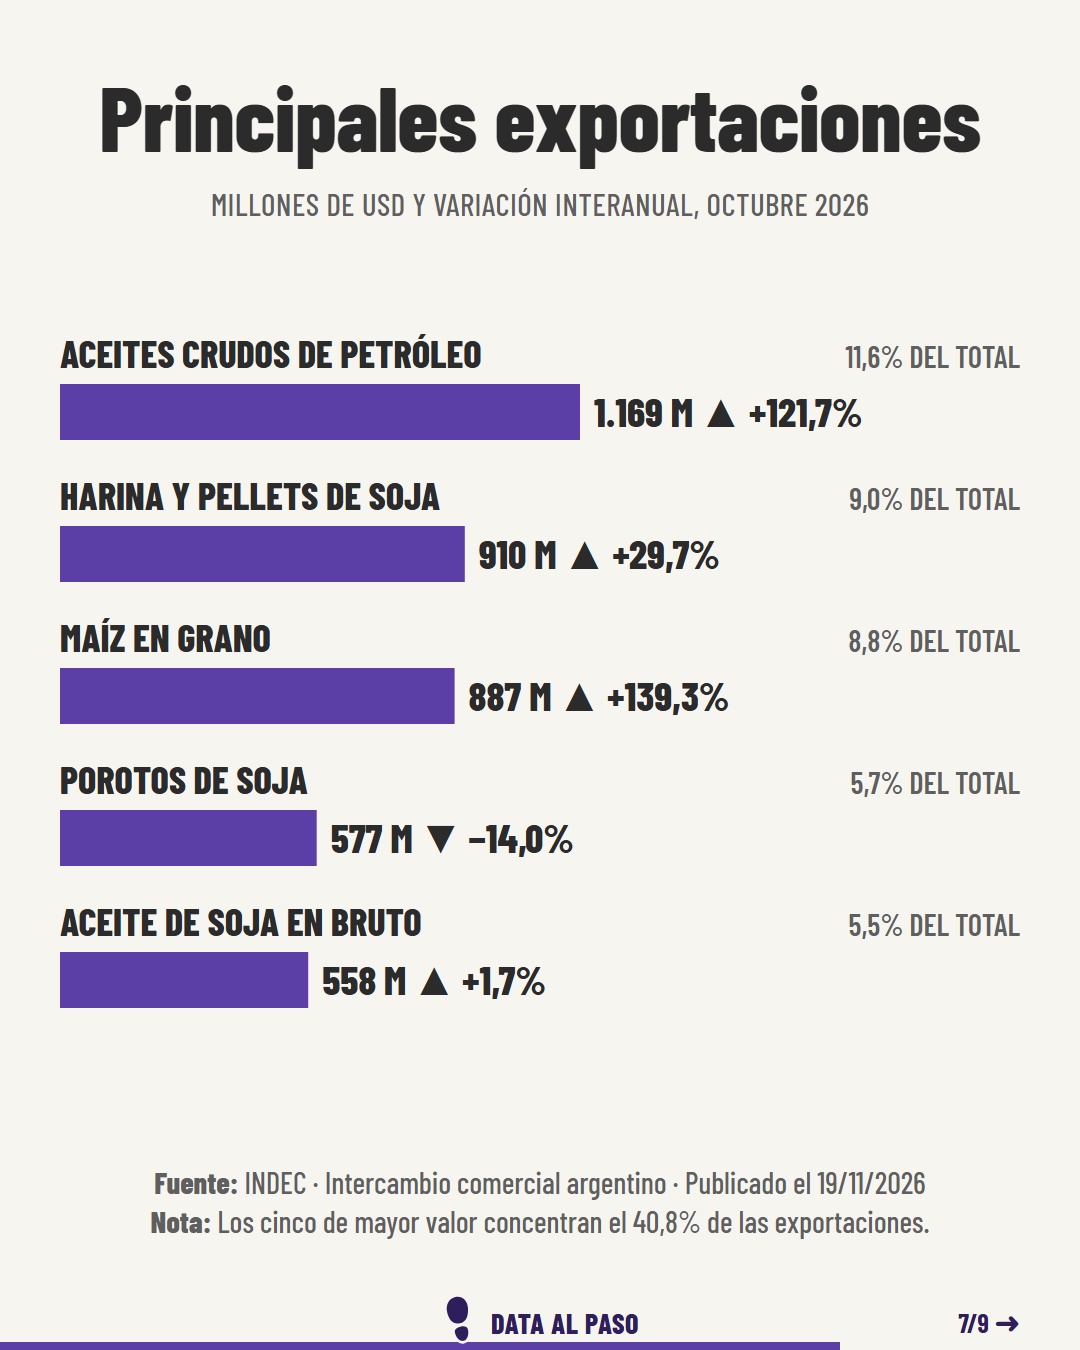 Principales exportaciones
MILLONES DE USD Y VARIACIÓN INTERANUAL, OCTUBRE 2026
ACEITES CRUDOS DE PETRÓLEO 11,6% DEL TOTAL
1.169 M ▲ +121,7%
HARINA Y PELLETS DE SOJA 9,0% DEL TOTAL
910 M ▲ +29,7%
MAÍZ EN GRANO 8,8% DEL TOTAL
887 M ▲ +139,3%
POROTOS DE SOJA 5,7% DEL TOTAL
577 M ▼ −14,0%
ACEITE DE SOJA EN BRUTO 5,5% DEL TOTAL
558 M ▲ +1,7%
Fuente: INDEC · Intercambio comercial argentino · Publicado el 19/11/2026
Nota: Los cinco de mayor valor concentran el 40,8% de las exportaciones.
DATA AL PASO 7/9 ➜